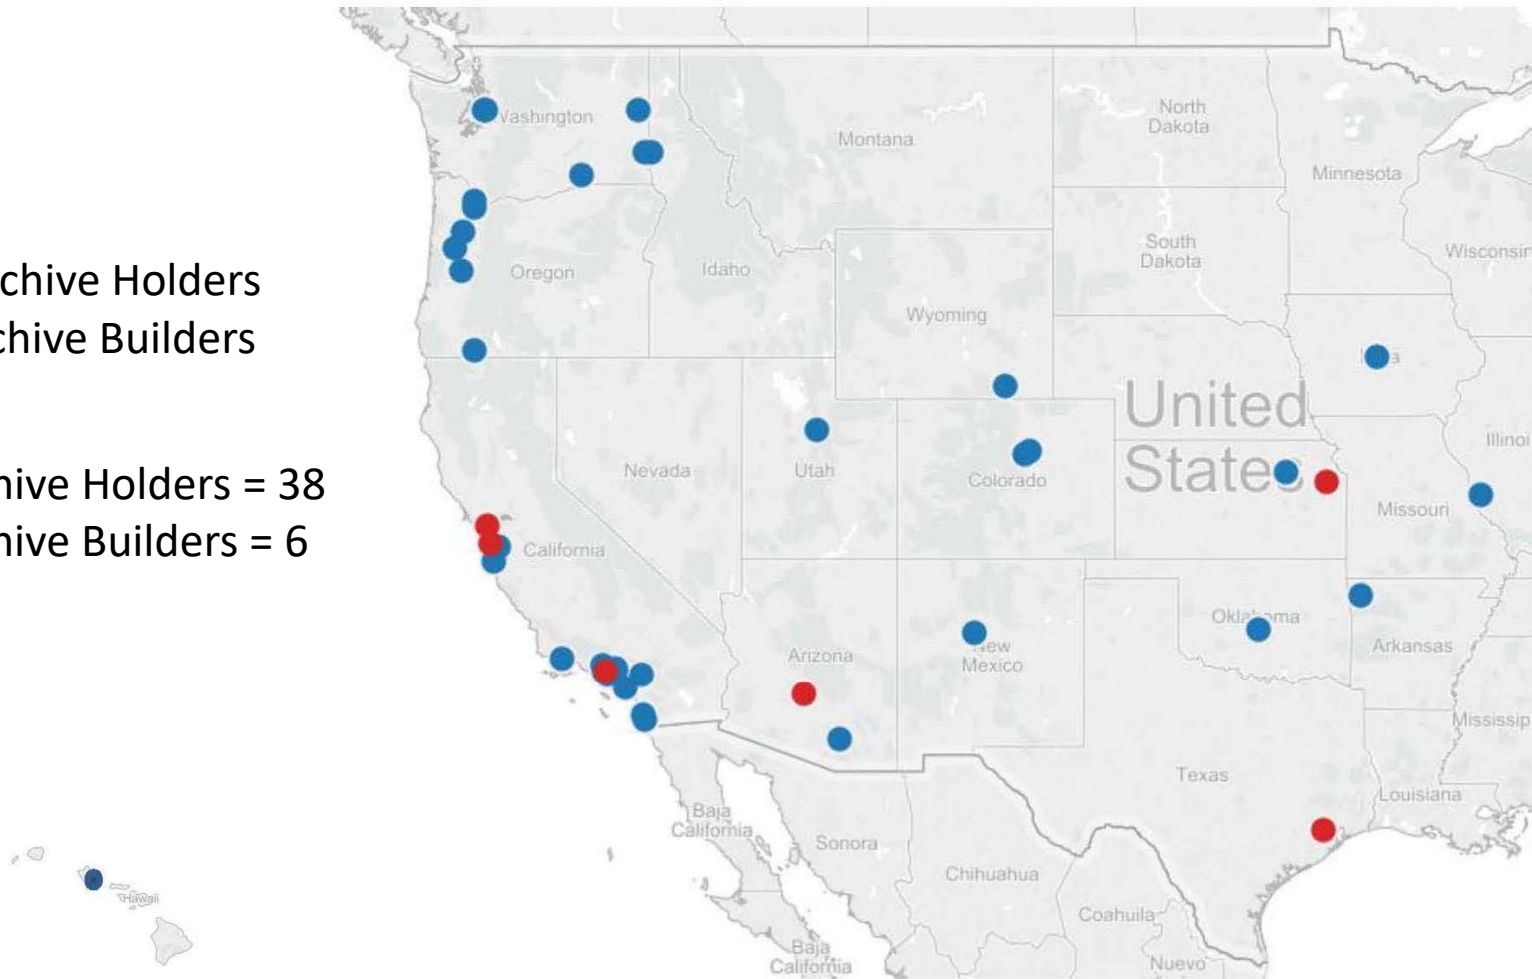 chive Holders
chive Builders
hive Holders = 38
hive Builders = 6
Washington
Montana
North
Dakota
Minnesota
South
Dakota
Wisconsin
Oregon
Idaho
Wyoming
United
States
Illinoi
Nevada
Utah
Colorado
Missouri
California
Oklahoma
Arkansas
Arizona
New
Mexico
Mississip
Texas
Louisiana
Baja
California
Sonora
Chihuahua
Hawaii
Coahuila
Baja
California
Nuevo